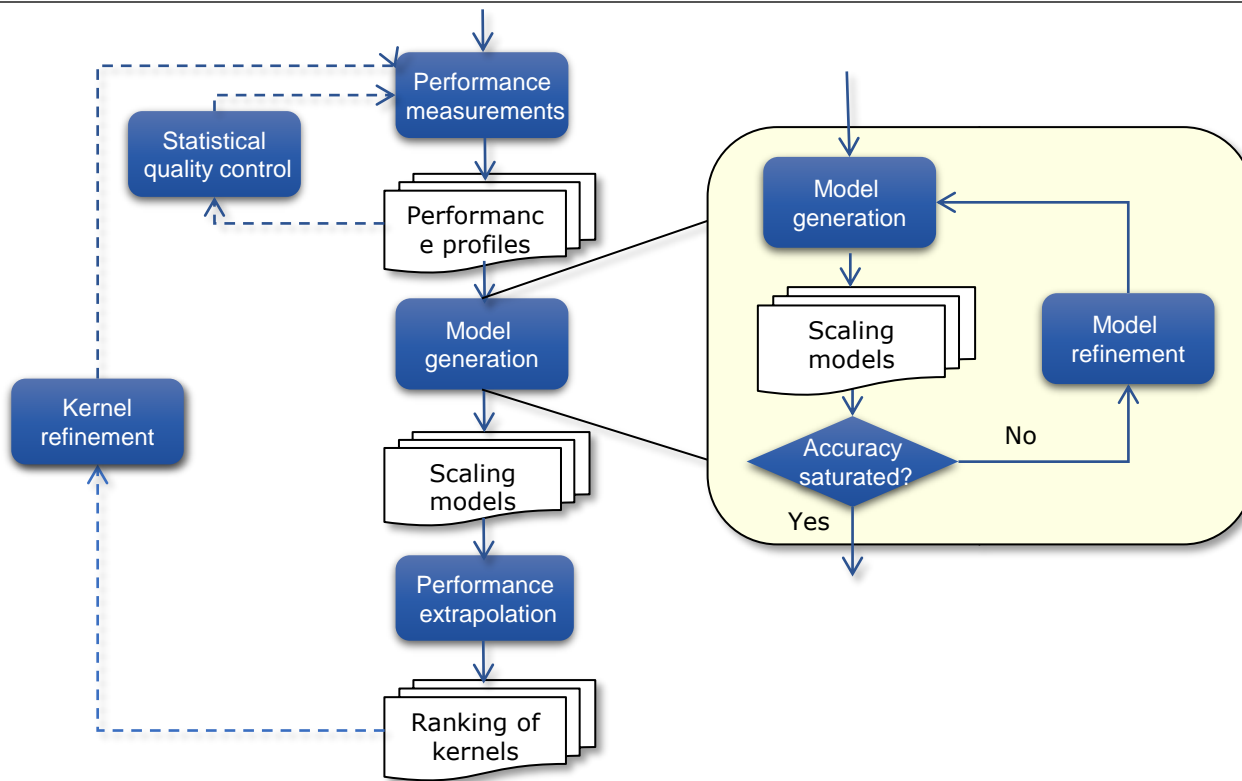 Performance
measurements
Statistical
quality control
Performanc
e profiles
Model
generation
Kernel
refinement
Scaling
models
Performance
extrapolation
Ranking of
kernels
Model
generation
Scaling
models
Model
refinement
Accuracy
saturated?
No
Yes